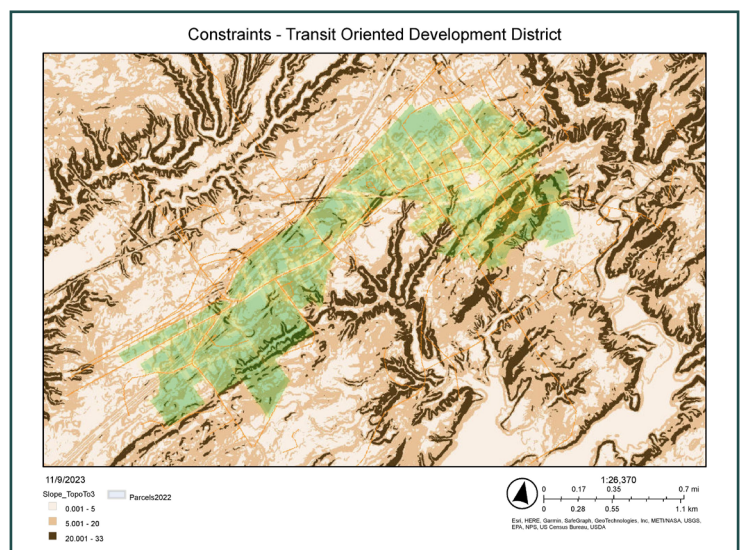 Constraints - Transit Oriented Development District
11/9/2023
Slope_TopoTo3
Parcels2022
0.001 - 5
5.001 - 20
20.001 - 33
1:26,370
0 0.17 0.35 0.7 mi
0 0.28 0.55 1.1 km
Esri, HERE, Garmin, SafeGraph, GeoTechnologies, Inc, METI/NASA, USGS,
EPA, NPS, US Census Bureau, USDA